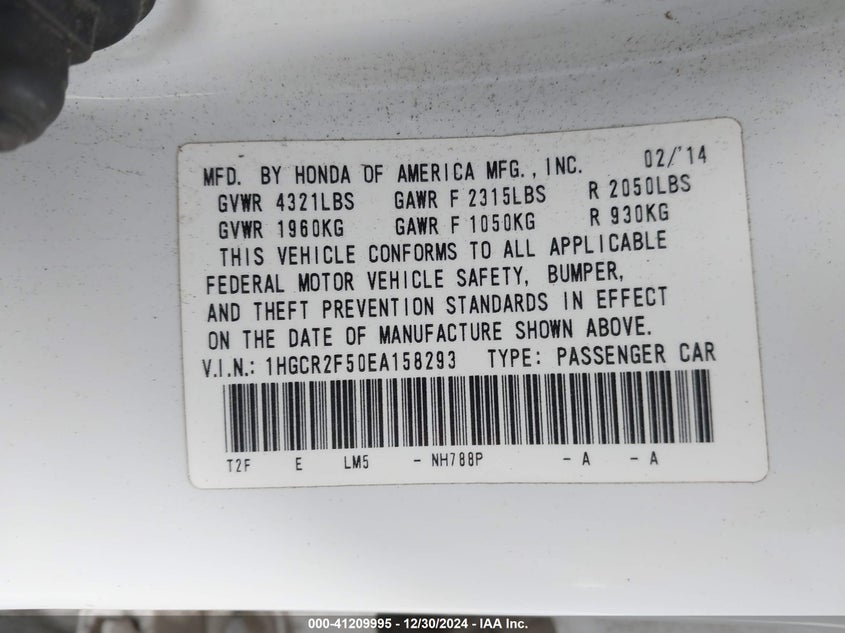 MFD. BY HONDA OF AMERICA MFG., INC. 02/'14
GVWR 4321LBS GAWR F 2315LBS R 2050LBS
GVWR 1960KG GAWR F 1050KG R 930KG
THIS VEHICLE CONFORMS TO ALL APPLICABLE
FEDERAL MOTOR VEHICLE SAFETY, BUMPER,
AND THEFT PREVENTION STANDARDS IN EFFECT
ON THE DATE OF MANUFACTURE SHOWN ABOVE.
V.I.N.: 1HGCR2F50EA158293 TYPE: PASSENGER CAR
T2F E LM5 - NH788P - A - A
000-41209995 - 12/30/2024 - IAA Inc.